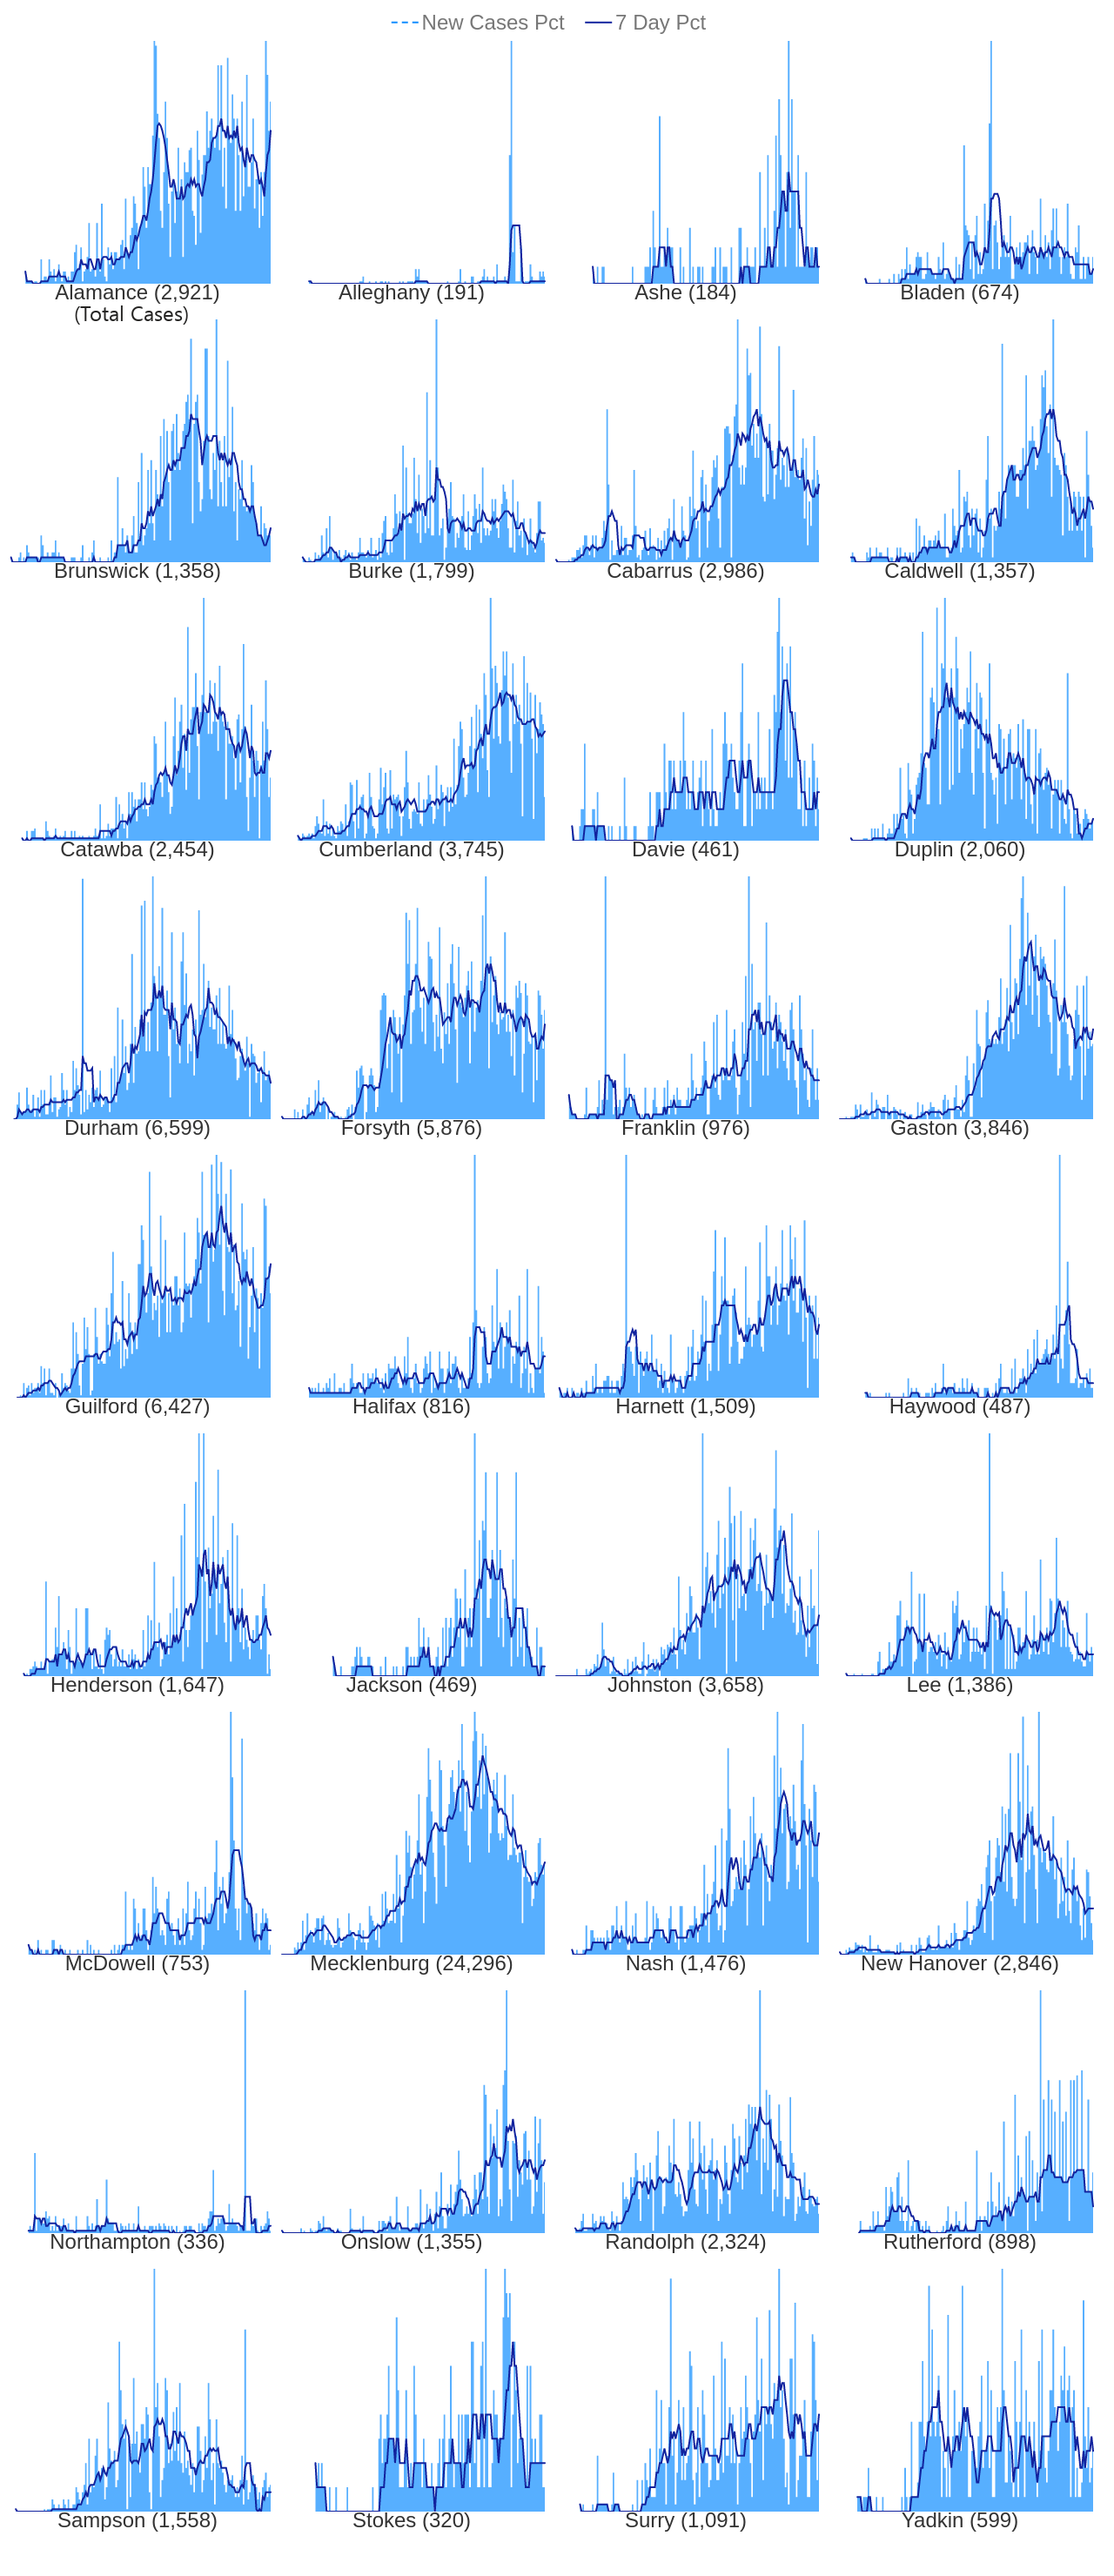 New Cases Pct 7 Day Pct
Alamance (2,921) Alleghany (191) Ashe (184) Bladen (674)
(Total Cases)
Brunswick (1,358) Burke (1,799) Cabarrus (2,986) Caldwell (1,357)
Catawba (2,454) Cumberland (3,745) Davie (461) Duplin (2,060)
Durham (6,599) Forsyth (5,876) Franklin (976) Gaston (3,846)
Guilford (6,427) Halifax (816) Harnett (1,509) Haywood (487)
Henderson (1,647) Jackson (469) Johnston (3,658) Lee (1,386)
McDowell (753) Mecklenburg (24,296) Nash (1,476) New Hanover (2,846)
Northampton (336) Onslow (1,355) Randolph (2,324) Rutherford (898)
Sampson (1,558) Stokes (320) Surry (1,091) Yadkin (599)